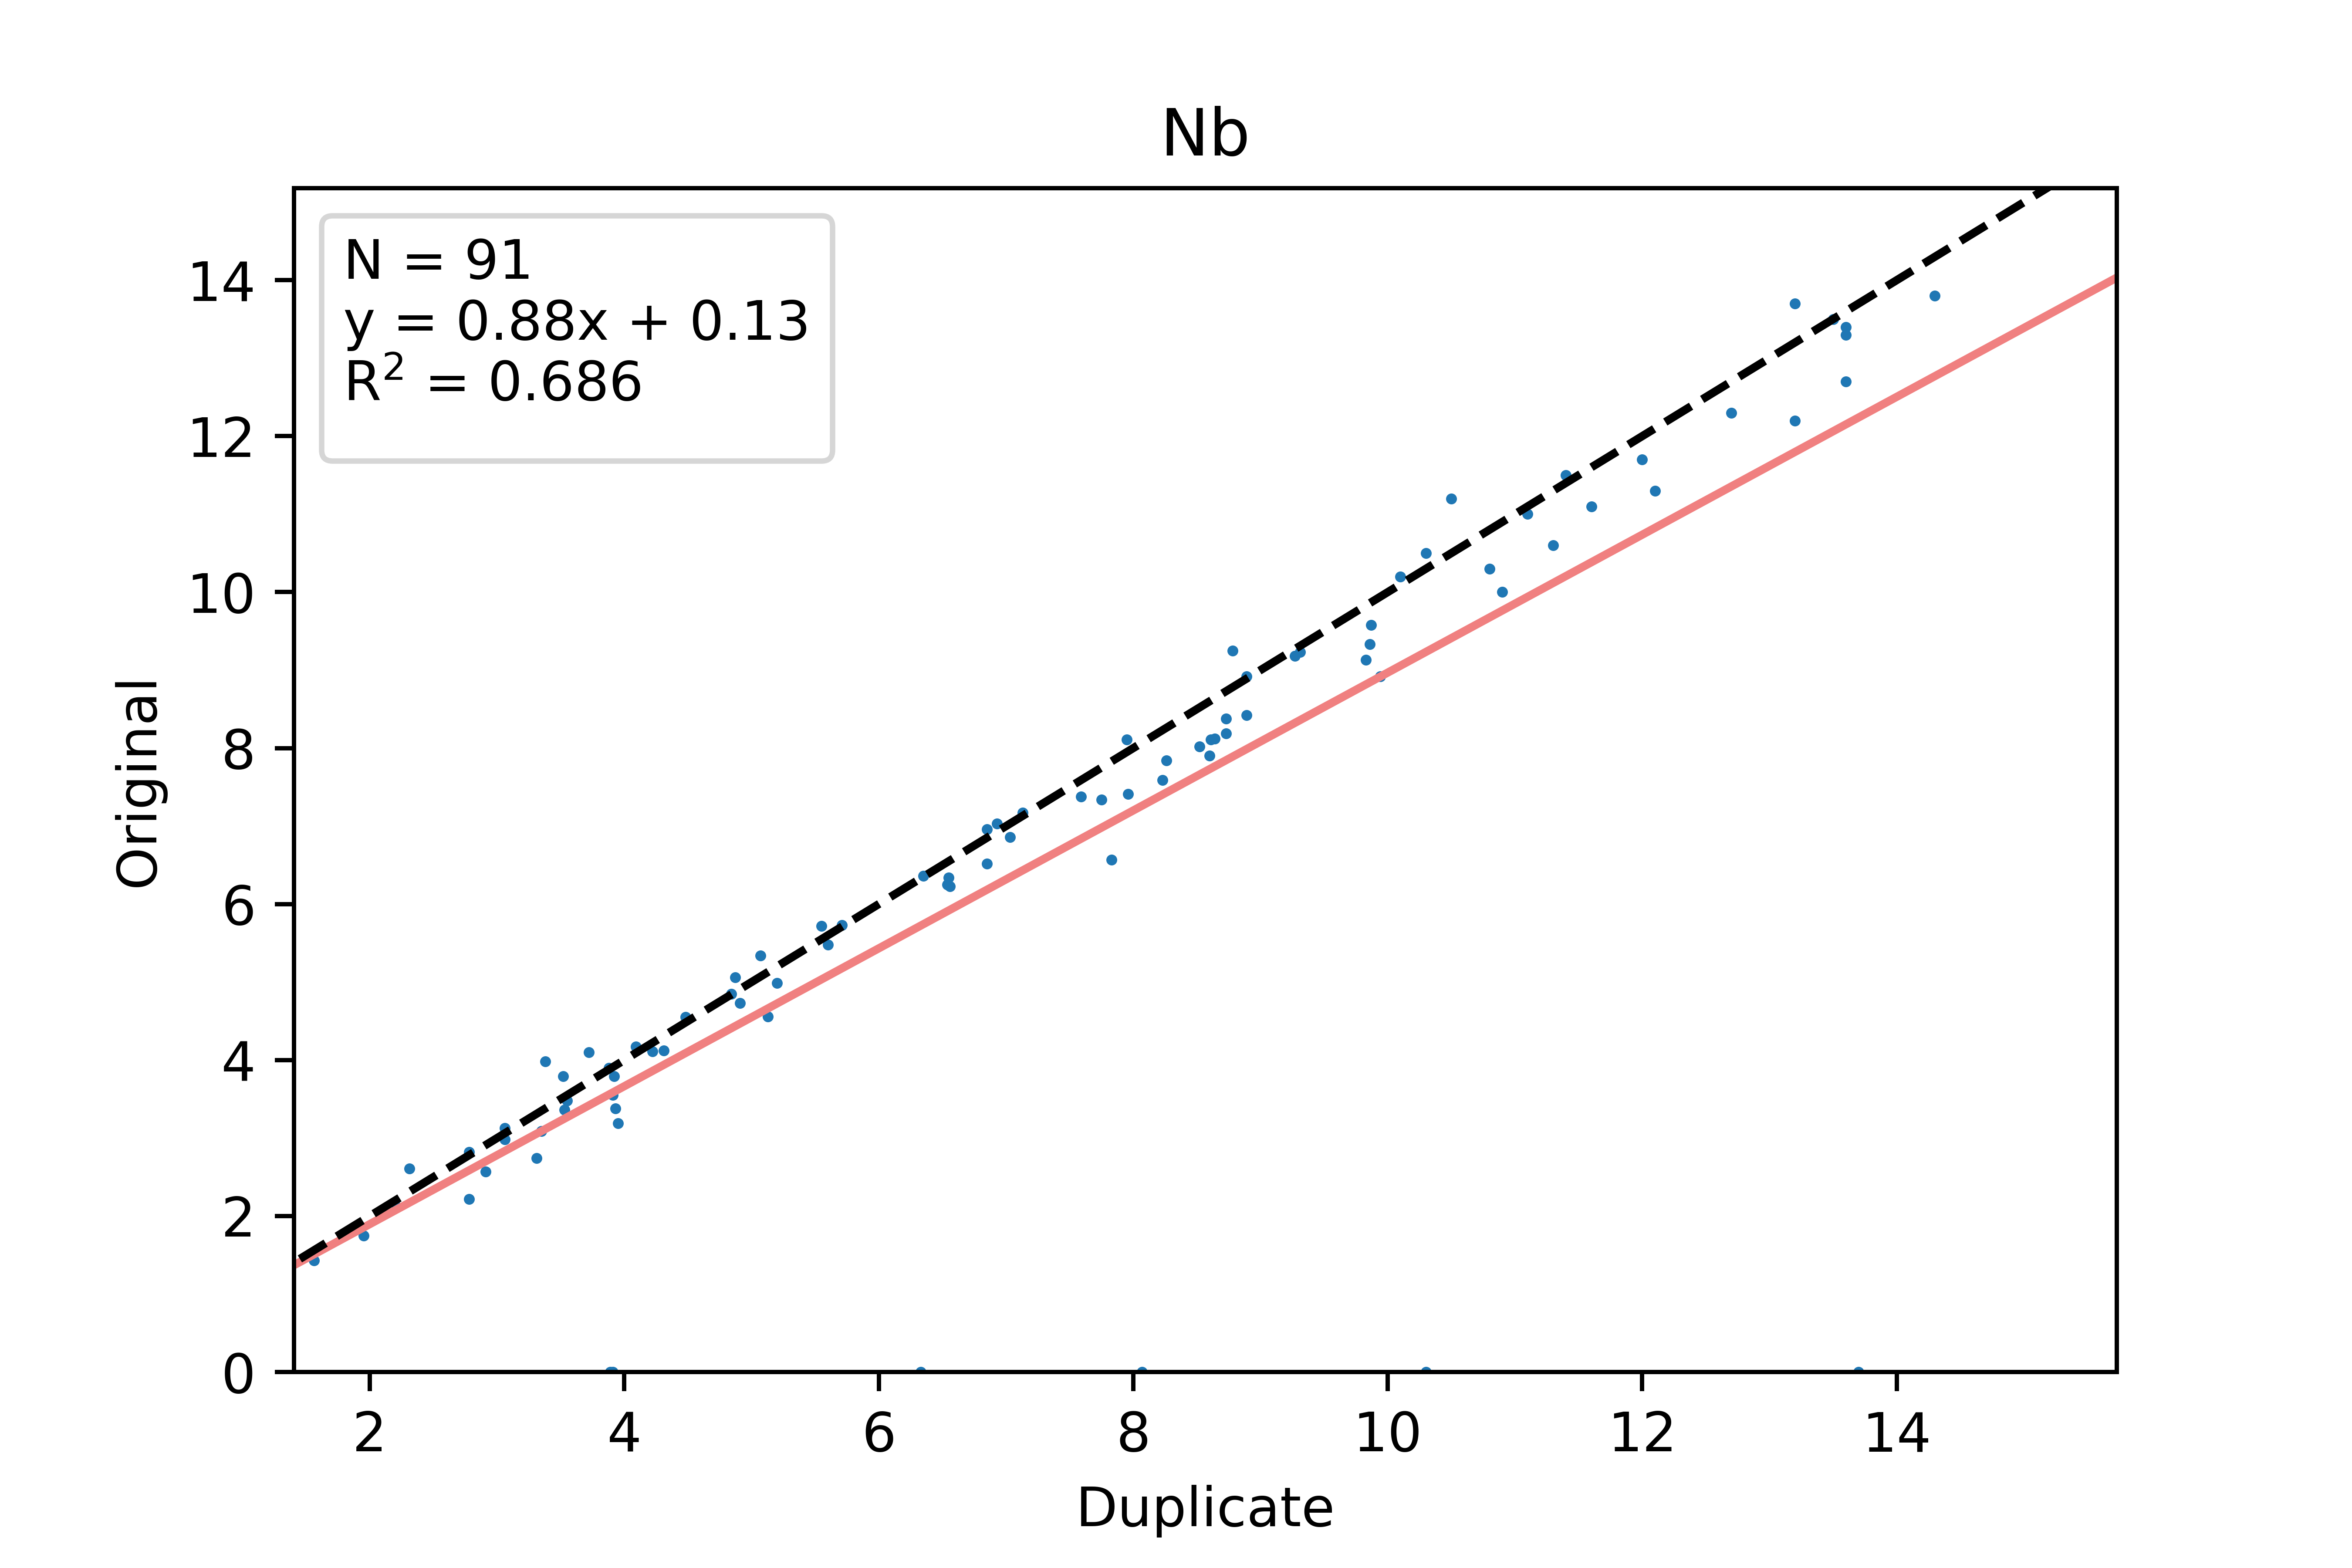 Nb
N = 91
y = 0.88x + 0.13
R² = 0.686
14
12
10
8
6
4
2
0
Original
2 4 6 8 10 12 14
Duplicate